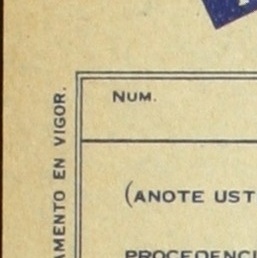 NUM.
(ANOTE UST
PROCEDENCI
AMENTO EN VIGOR.